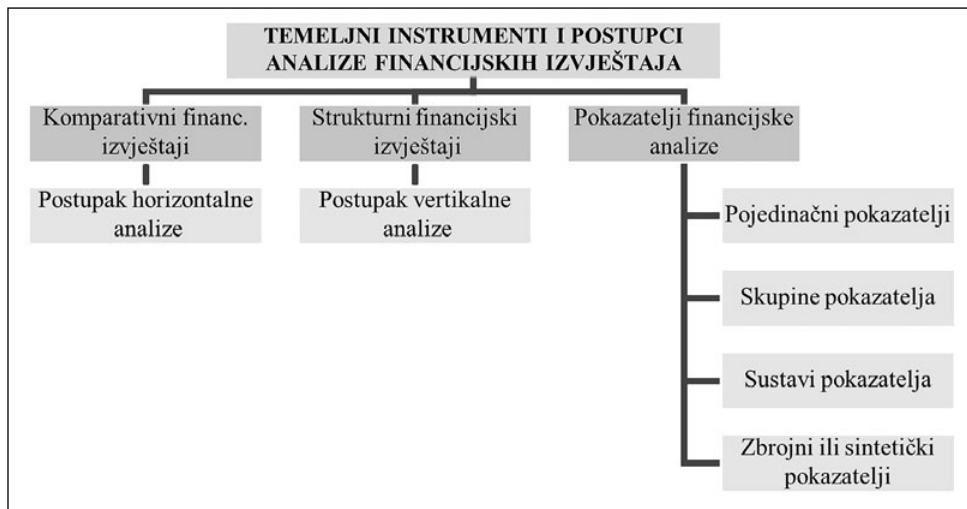 TEMELJNI INSTRUMENTI I POSTUPCI
ANALIZE FINANCIJSKIH IZVJEŠTAJA
Komparativni financ.
izvještaji
Strukturni financijski
izvještaji
Pokazatelji financijske
analize
Postupak horizontalne
analize
Postupak vertikalne
analize
Pojedinačni pokazatelji
Skupine pokazatelja
Sustavi pokazatelja
Zbrojni ili sintetički
pokazatelji